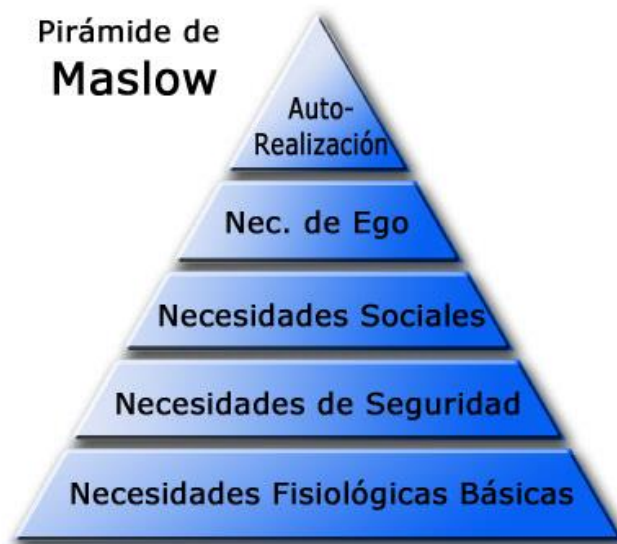 Pirámide de
Maslow
Auto-
Realización
Nec. de Ego
Necesidades Sociales
Necesidades de Seguridad
Necesidades Fisiológicas Básicas